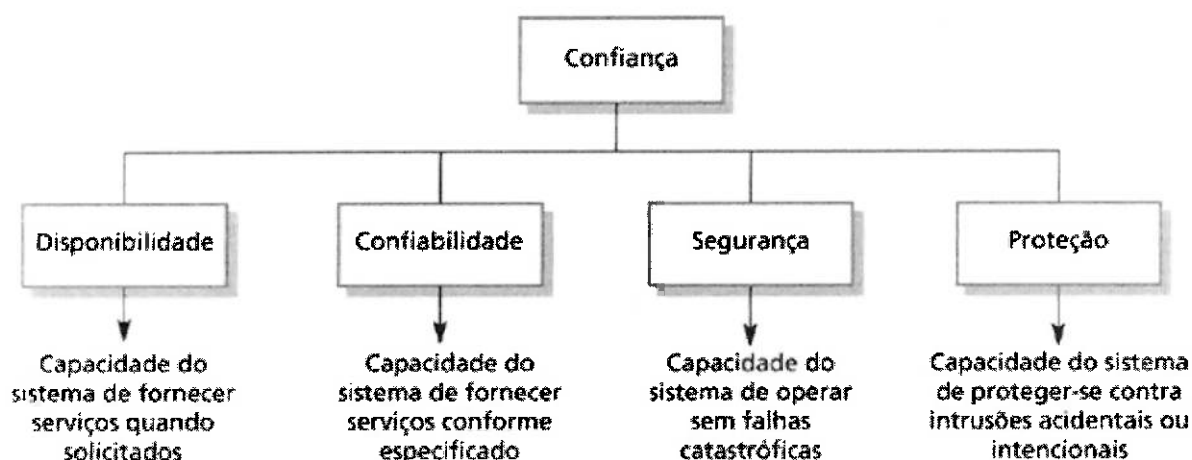 Confiança
Disponibilidade
Confiabilidade
Segurança
Proteção
Capacidade do
sistema de fornecer
serviços quando
solicitados
Capacidade do
sistema de fornecer
serviços conforme
especificado
Capacidade do
sistema de operar
sem falhas
catastróficas
Capacidade do sistema
de proteger-se contra
intrusões acidentais ou
intencionais